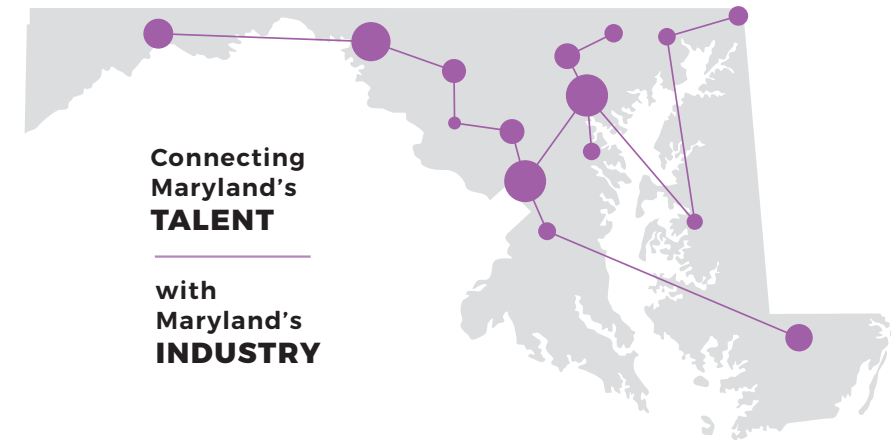 Connecting
Maryland’s
TALENT
with
Maryland’s
INDUSTRY